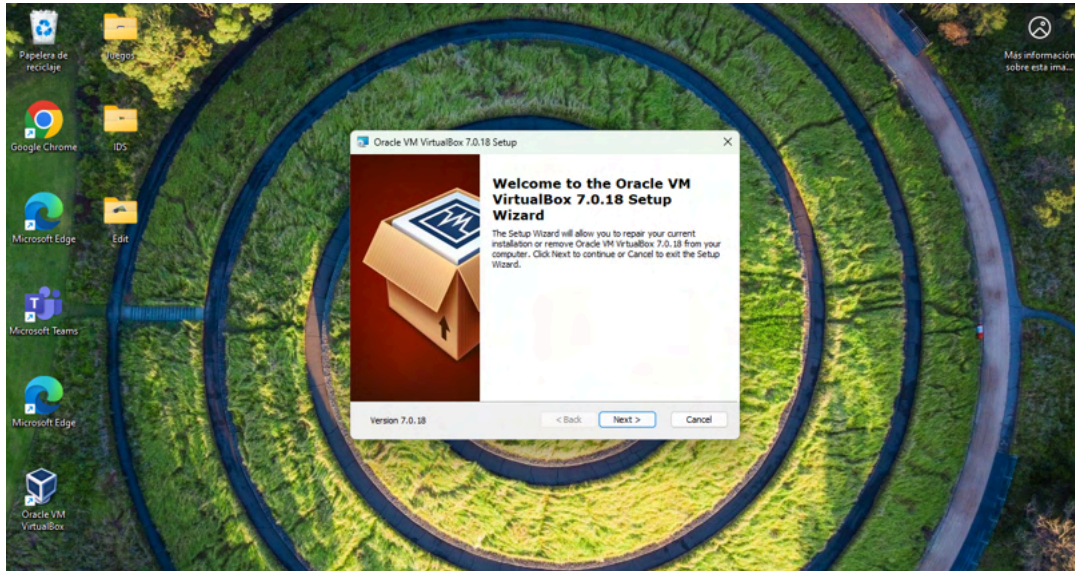 Papelera de
reciclaje
Juegos
Más información
sobre esta ima...
Google Chrome
IDS
Microsoft Edge
Edit
Microsoft Teams
Microsoft Edge
Oracle VM
VirtualBox
Oracle VM VirtualBox 7.0.18 Setup
Welcome to the Oracle VM
VirtualBox 7.0.18 Setup
Wizard
The Setup Wizard will allow you to repair your current
installation or remove Oracle VM VirtualBox 7.0.18 from your
computer. Click Next to continue or Cancel to exit the Setup
Wizard.
Version 7.0.18
< Back
Next >
Cancel